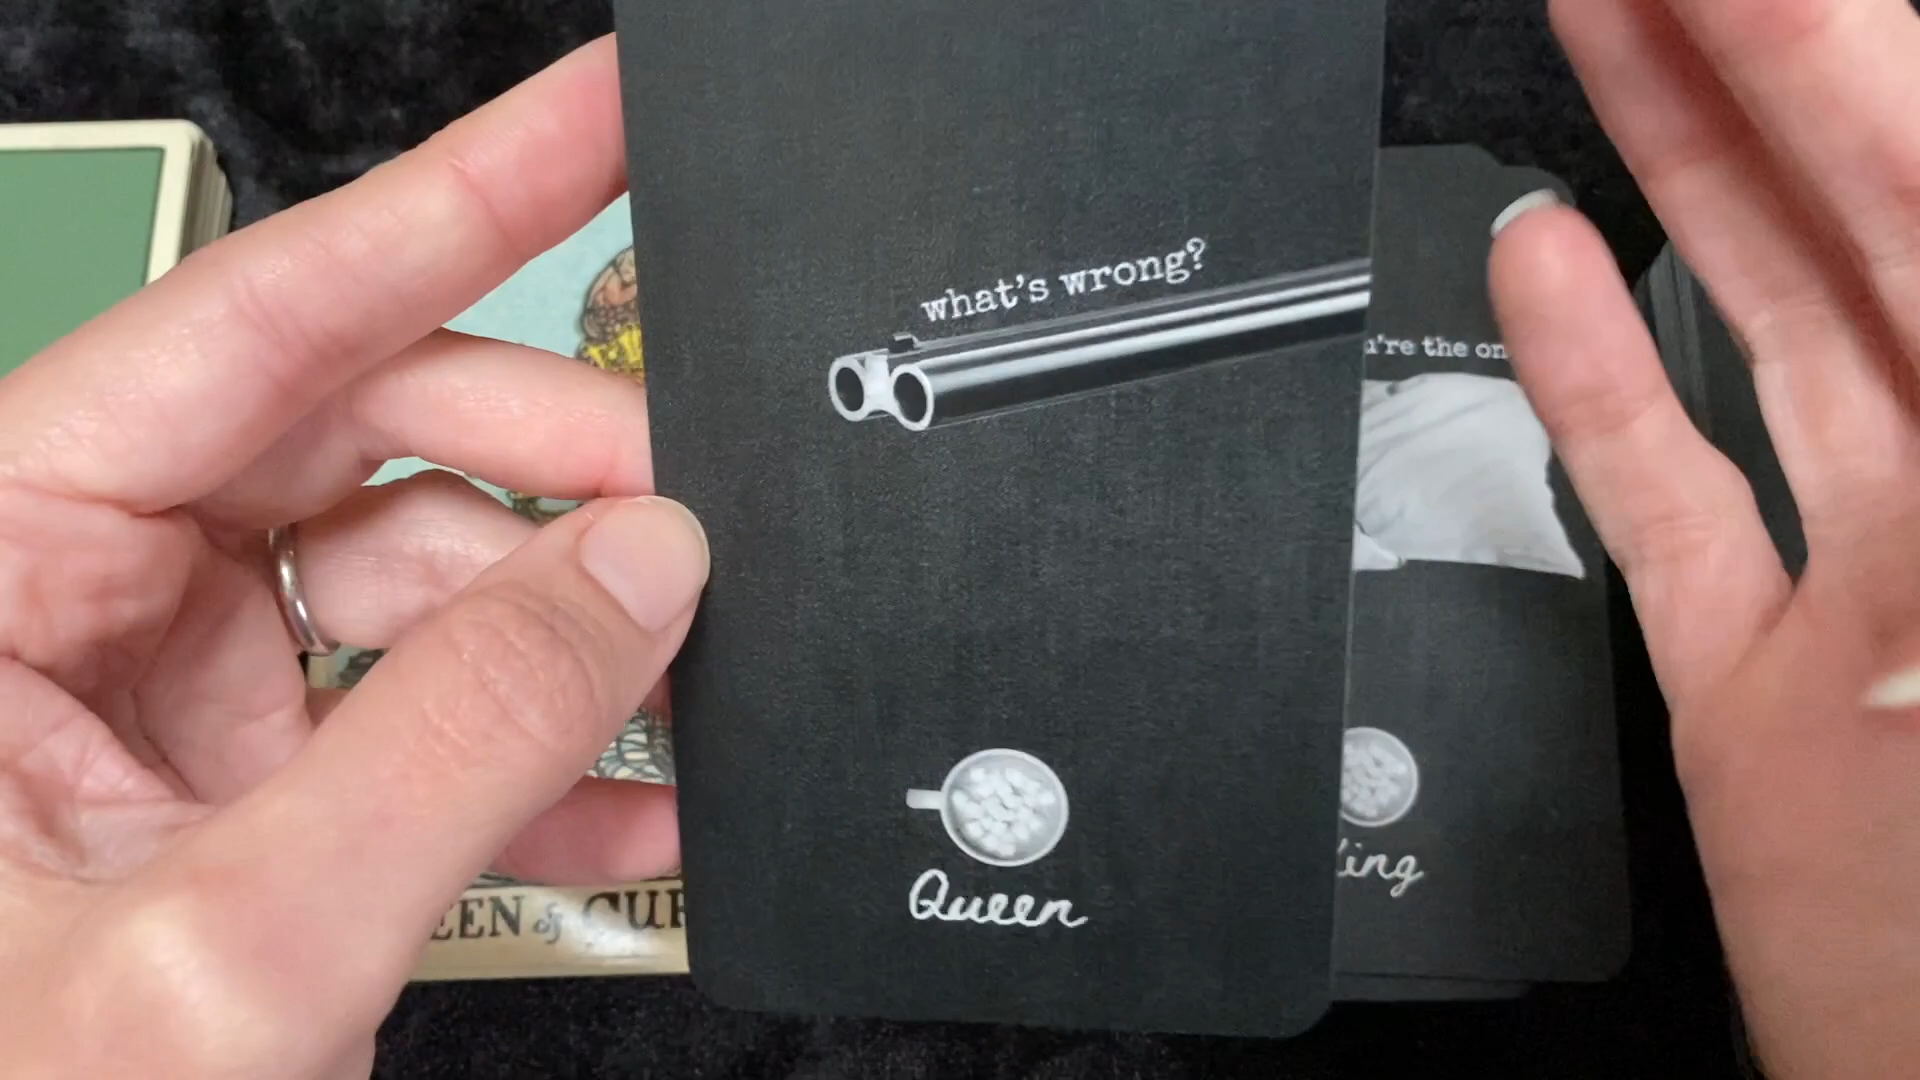 what's wrong?
u're the on
Queen
ing
EEN of CUP